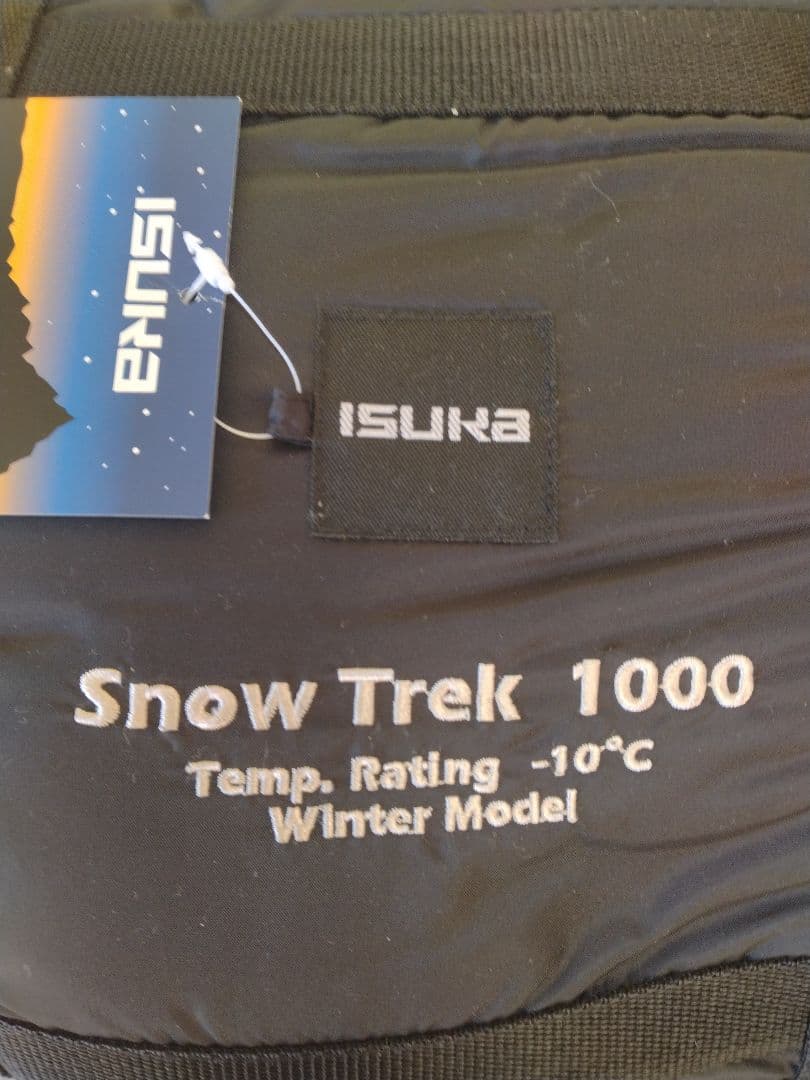 ISUKA
ISUKA
Snow Trek 1000
Temp. Rating -10°C
Winter Model